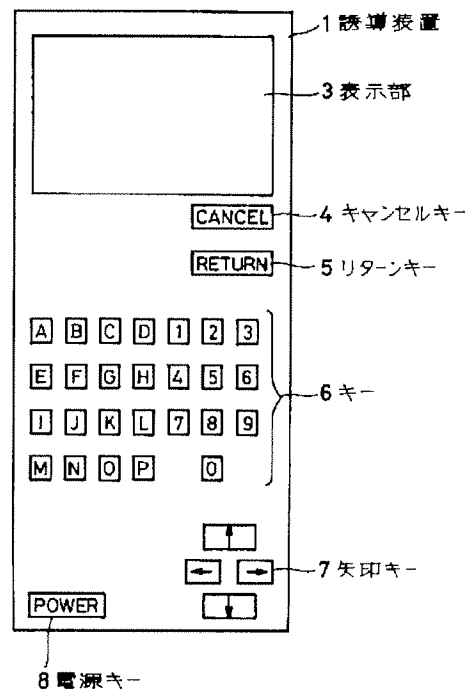 1 誘導装置
3 表示部
CANCEL
4 キャンセルキー
RETURN
5 リターンキー
A B C D 1 2 3
E F G H 4 5 6
6 キー
I J K L 7 8 9
M N O P 0
7 矢印キー
POWER
8 電源キー